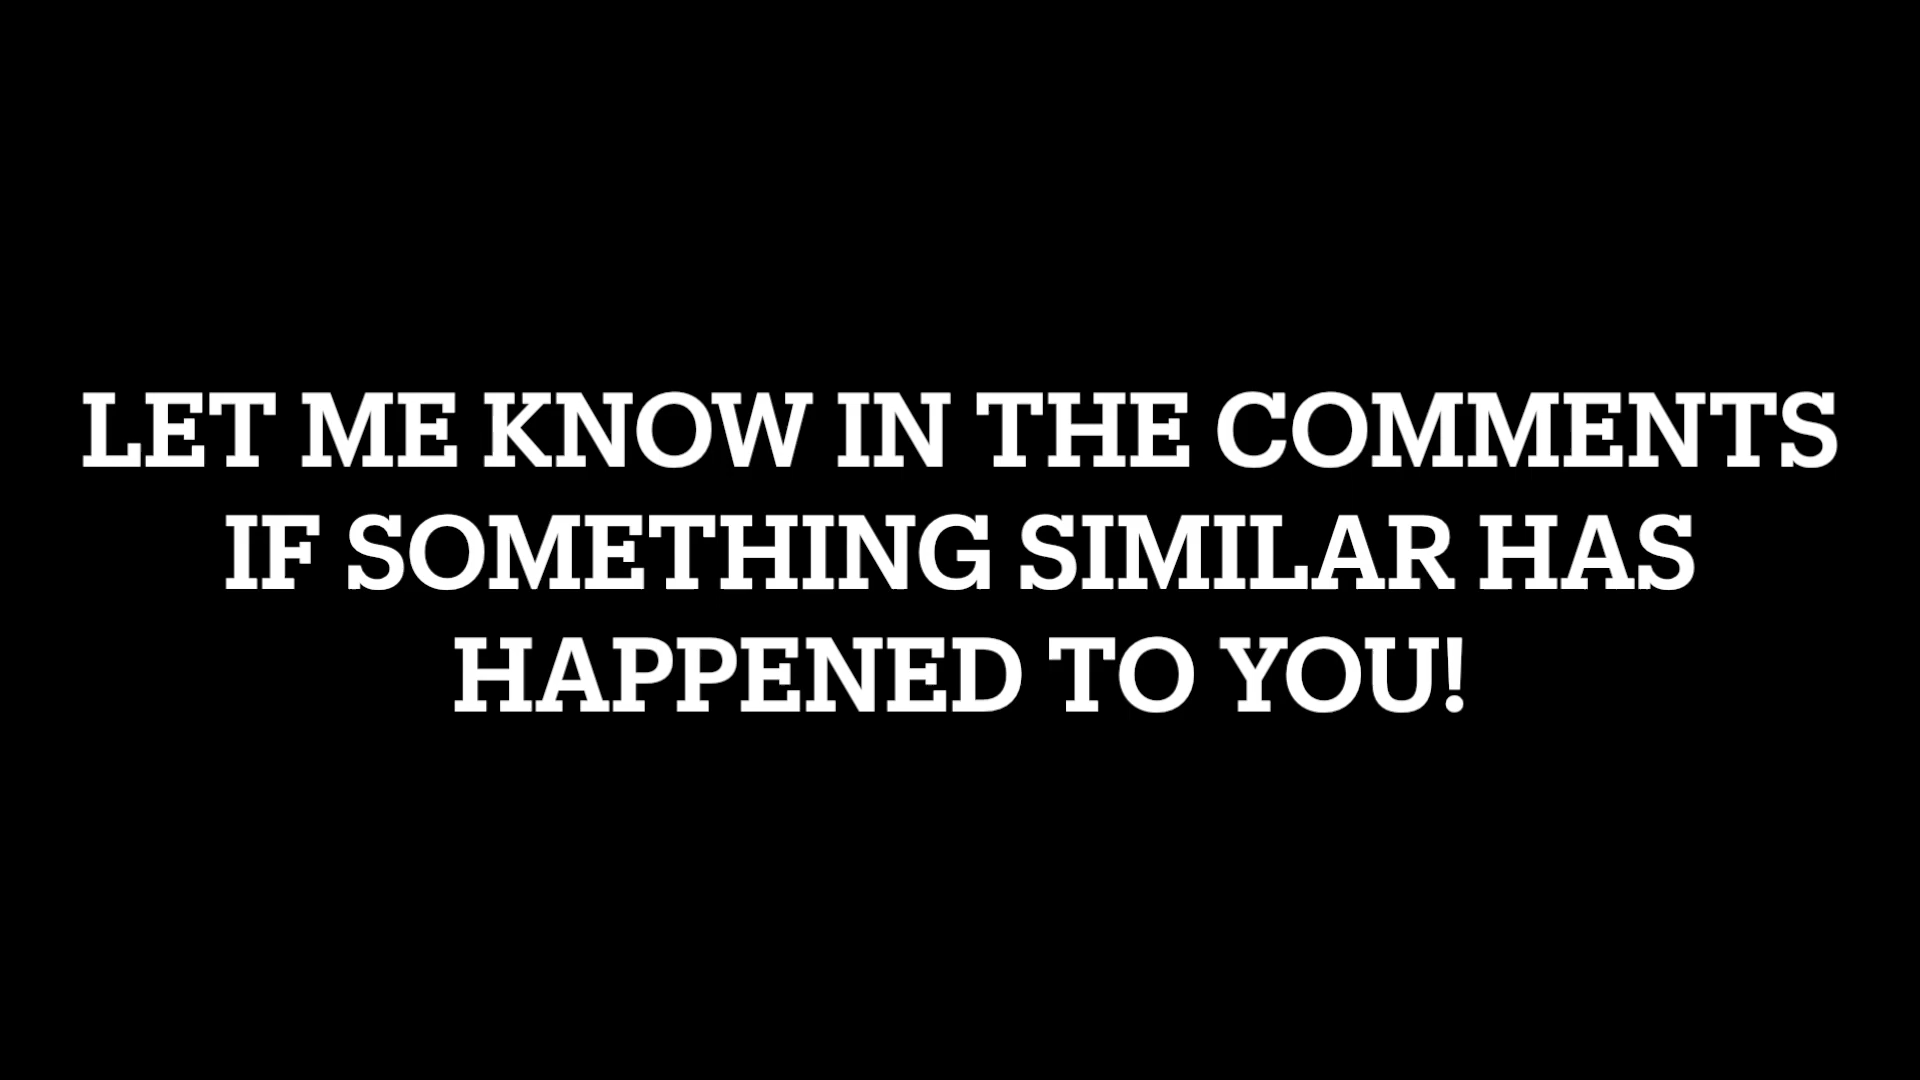 LET ME KNOW IN THE COMMENTS
IF SOMETHING SIMILAR HAS
HAPPENED TO YOU!